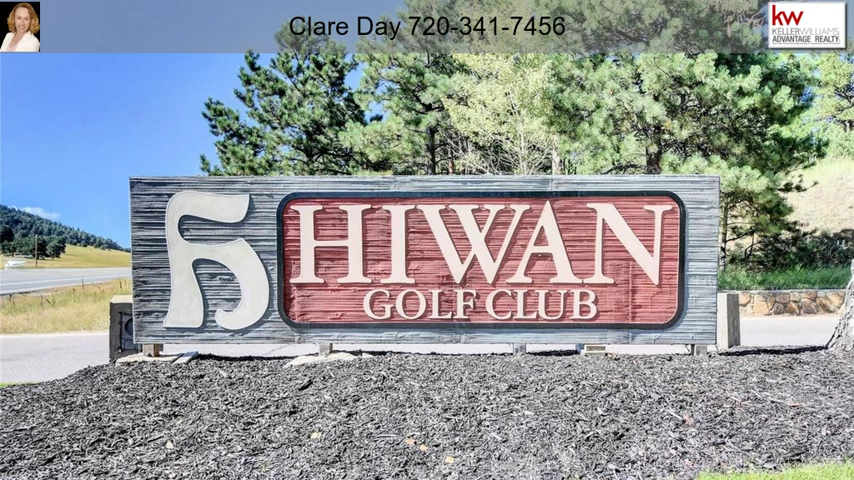 Clare Day 720-341-7456
kw
KELLERWILLIAMS.
ADVANTAGE REALTY
HIWAN
GOLF CLUB